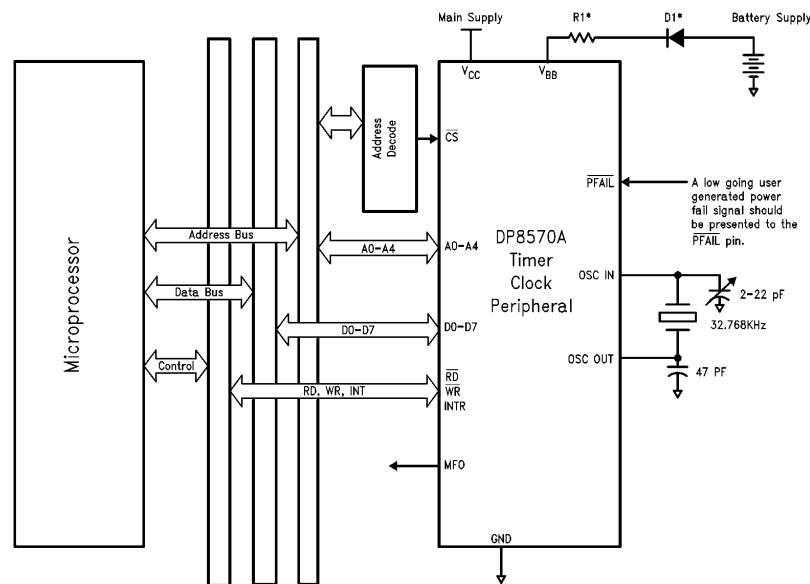 Main Supply
R1*
D1*
Battery Supply
VCC
VBB
Microprocessor
Address
Decode
CS
PFAIL
A low going user
generated power
fail signal should
be presented to the
PFAIL pin.
Address Bus
A0-A4
A0-A4
DP8570A
Timer
Clock
Peripheral
OSC IN
2-22 pF
Data Bus
32.768KHz
D0-D7
D0-D7
OSC OUT
47 PF
Control
RD, WR, INT
RD
WR
INTR
MFO
GND